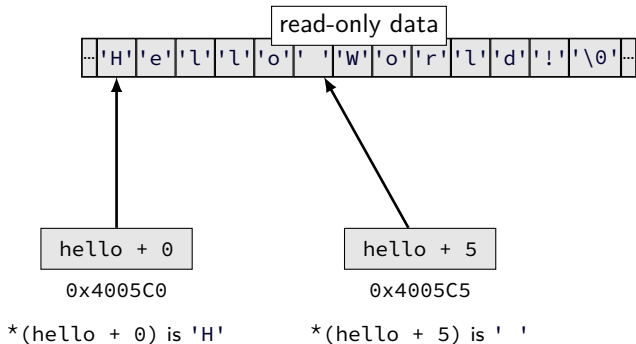 read-only data
... 'H' 'e' 'l' 'l' 'o' ' ' 'W' 'o' 'r' 'l' 'd' '!' '\0' ...
hello + 0 hello + 5
0x4005C0 0x4005C5
*(hello + 0) is 'H' *(hello + 5) is ' '